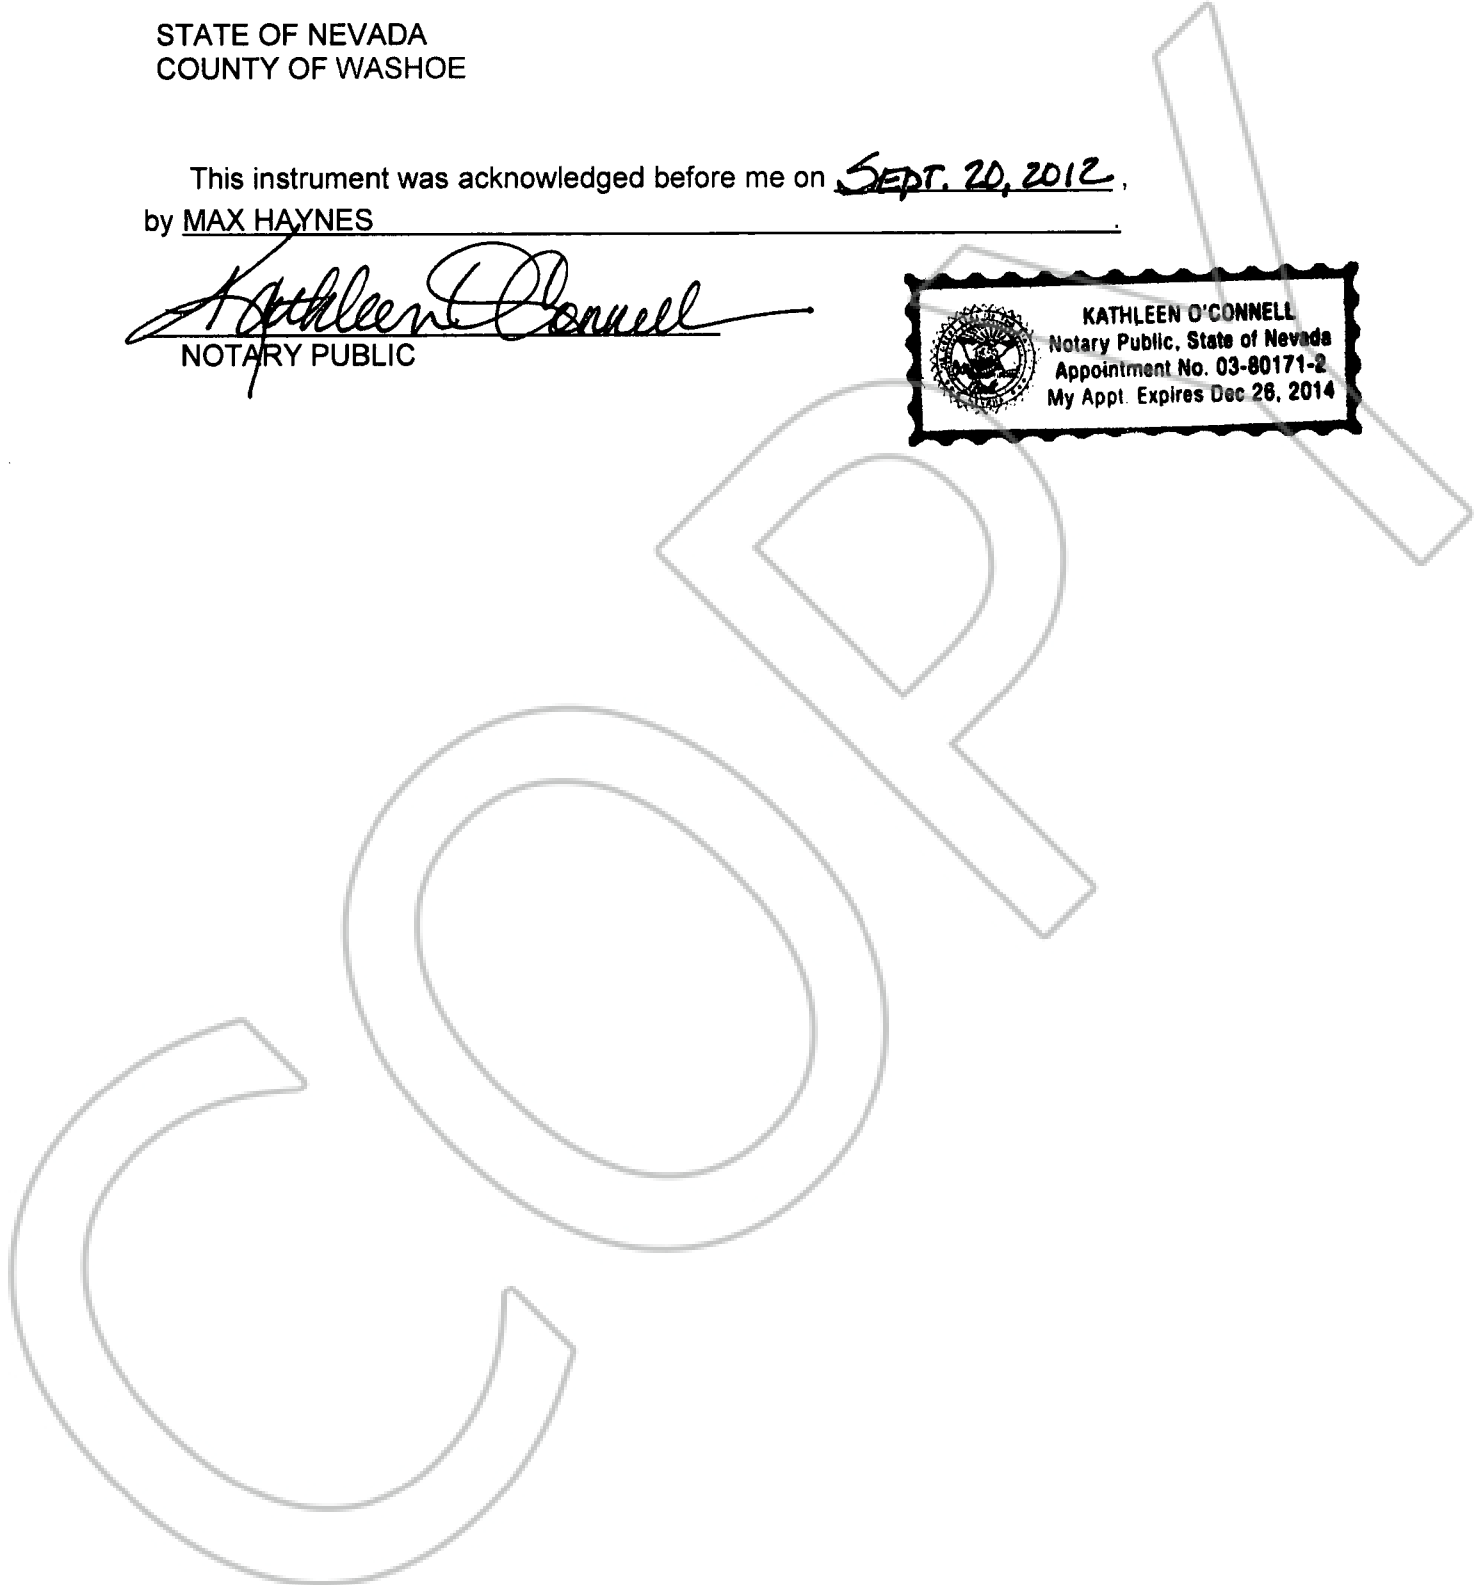 STATE OF NEVADA
COUNTY OF WASHOE
This instrument was acknowledged before me on SEPT. 20, 2012,
by MAX HAYNES.
Kathleen O'Connell
NOTARY PUBLIC
KATHLEEN O'CONNELL
Notary Public, State of Nevada
Appointment No. 03-80171-2
My Appt. Expires Dec 26, 2014
COPY